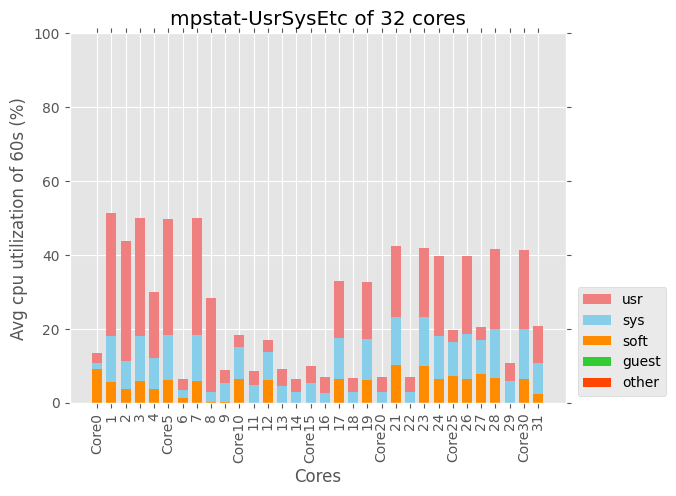 mpstat-UsrSysEtc of 32 cores
Avg cpu utilization of 60s (%)
100
80
60
40
20
0
Core0
1
2
3
4
Core5
6
7
8
9
Core10
11
12
13
14
Core15
16
17
18
19
Core20
21
22
23
24
Core25
26
27
28
29
Core30
31
Cores
usr
sys
soft
guest
other